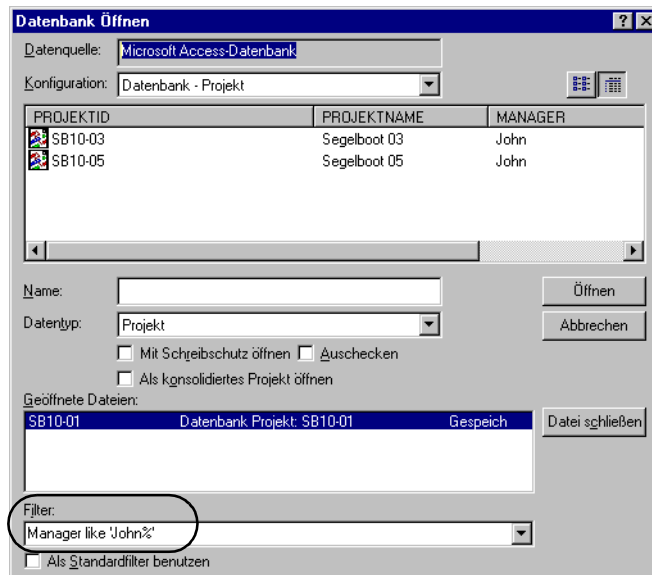 Datenbank Öffnen
Datenquelle: Microsoft Access-Datenbank
Konfiguration: Datenbank - Projekt
PROJEKTID PROJEKTNAME MANAGER
SB10-03 Segelboot 03 John
SB10-05 Segelboot 05 John
Name: Öffnen
Datentyp: Projekt Abbrechen
Mit Schreibschutz öffnen Auschecken
Als konsolidiertes Projekt öffnen
Geöffnete Dateien:
SB10-01 Datenbank Projekt: SB10-01 Gespeich Datei schließen
Filter:
Manager like 'John%'
Als Standardfilter benutzen